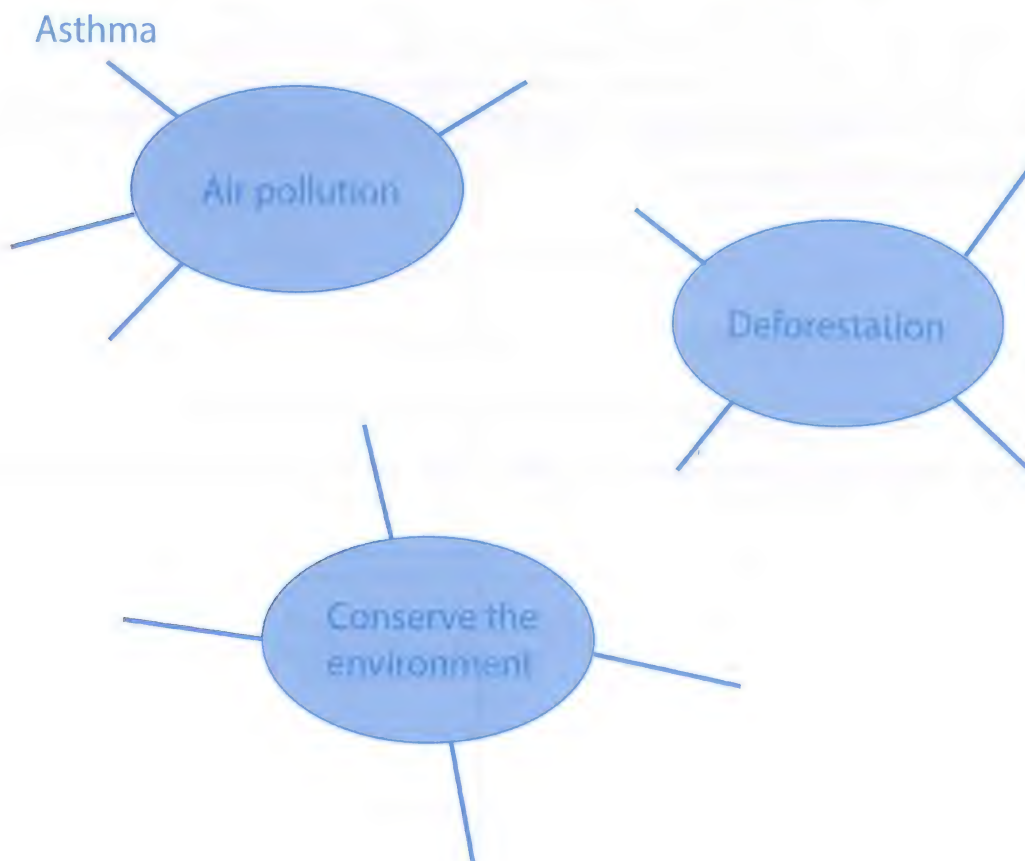 Asthma
Air pollution
Deforestation
Conserve the
environment